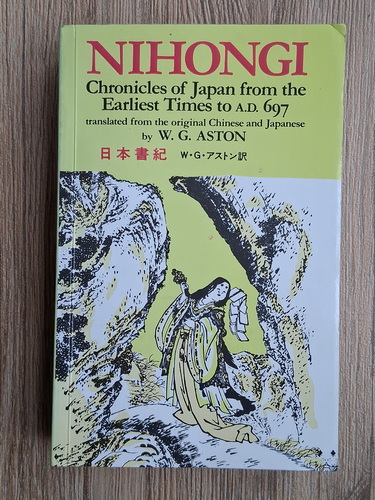 NIHONGI
Chronicles of Japan from the
Earliest Times to A.D. 697
translated from the original Chinese and Japanese
by W. G. ASTON
日本書紀 W・G・アストン訳